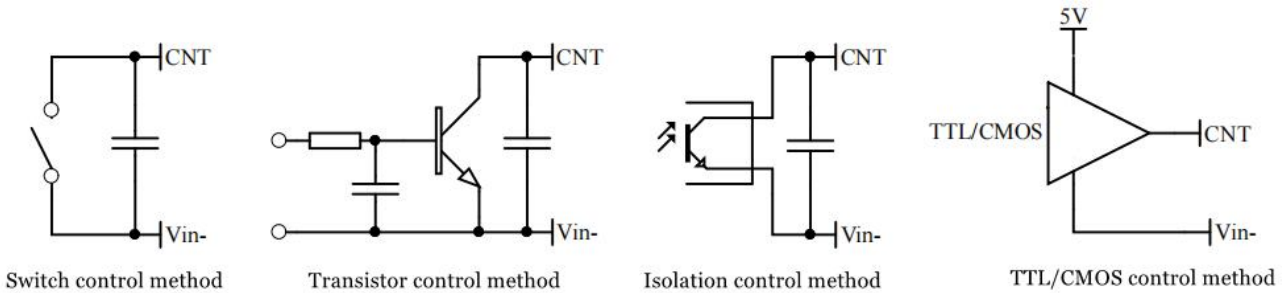 5V
CNT
CNT
CNT
TTL/CMOS
CNT
Vin-
Vin-
Vin-
Vin-
Switch control method
Transistor control method
Isolation control method
TTL/CMOS control method